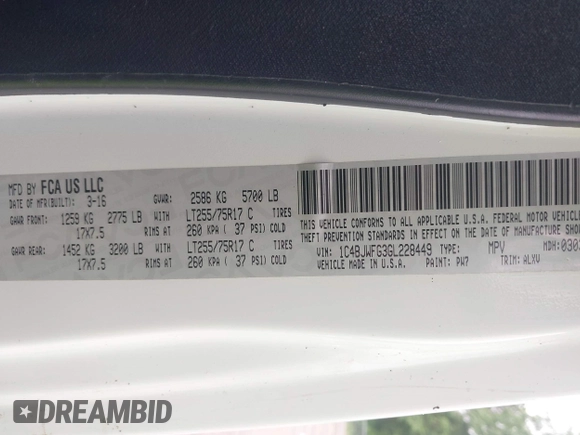 MFD BY FCA US LLC
DATE OF MFR(BUILT): 3-16
GVWR: 2586 KG 5700 LB
GAWR FRONT: 1259 KG 2775 LB WITH LT255/75R17 C TIRES
17X7.5 RIMS AT 260 KPA ( 37 PSI) COLD
GAWR REAR: 1452 KG 3200 LB WITH LT255/75R17 C TIRES
17X7.5 RIMS AT 260 KPA ( 37 PSI) COLD
THIS VEHICLE CONFORMS TO ALL APPLICABLE U.S.A. FEDERAL MOTOR VEHICLE
THEFT PREVENTION STANDARDS IN EFFECT ON THE DATE OF MANUFACTURE
VIN: 1C4BJWFG3GL228449 TYPE: MPV MDH:
VEHICLE MADE IN U.S.A. PAINT: PW7 TRIM: ALXV
DREAMBID